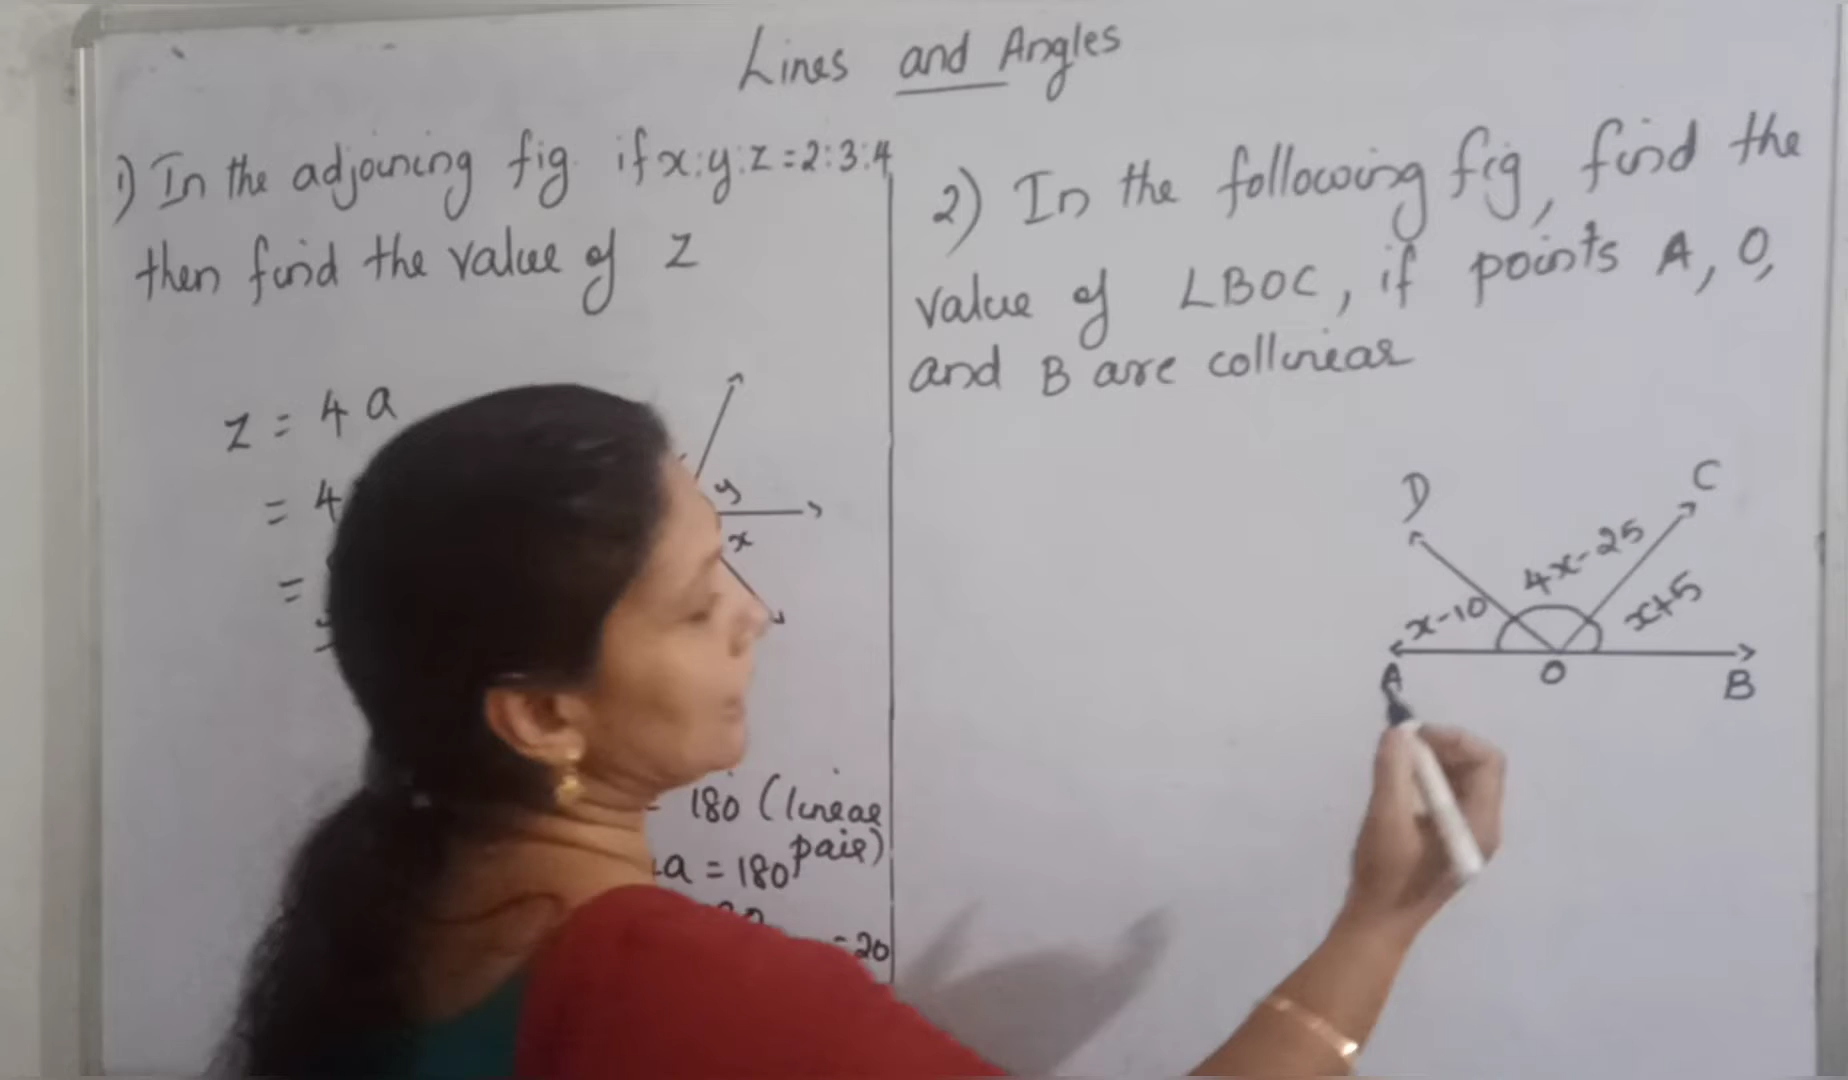 Lines and Angles
1) In the adjoining fig. if x:y:z = 2:3:4
then find the value of z
z = 4a
= 4
=
y
x
180 (linear
pair)
a = 180
= 20
2) In the following fig, find the
value of ∠BOC, if points A, O,
and B are collinear
D
C
4x-25
x-10
x+5
A
O
B